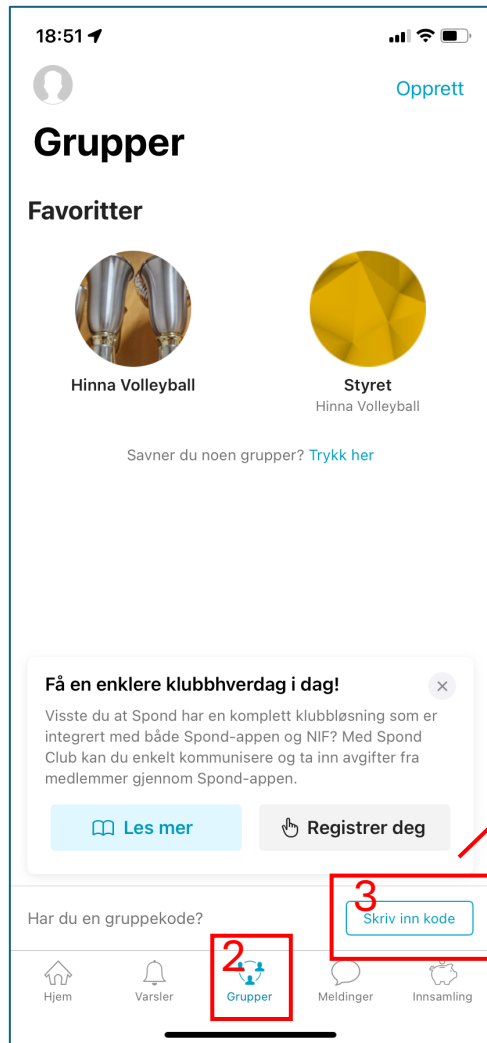 18:51
Opprett
Grupper
Favoritter
Hinna Volleyball
Styret
Hinna Volleyball
Savner du noen grupper? Trykk her
Få en enklere klubbhverdag i dag!
Visste du at Spond har en komplett klubbløsning som er
integrert med både Spond-appen og NIF? Med Spond
Club kan du enkelt kommunisere og ta inn avgifter fra
medlemmer gjennom Spond-appen.
Les mer
Registrer deg
Har du en gruppekode?
3
Skriv inn kode
2
Hjem
Varsler
Grupper
Meldinger
Innsamling